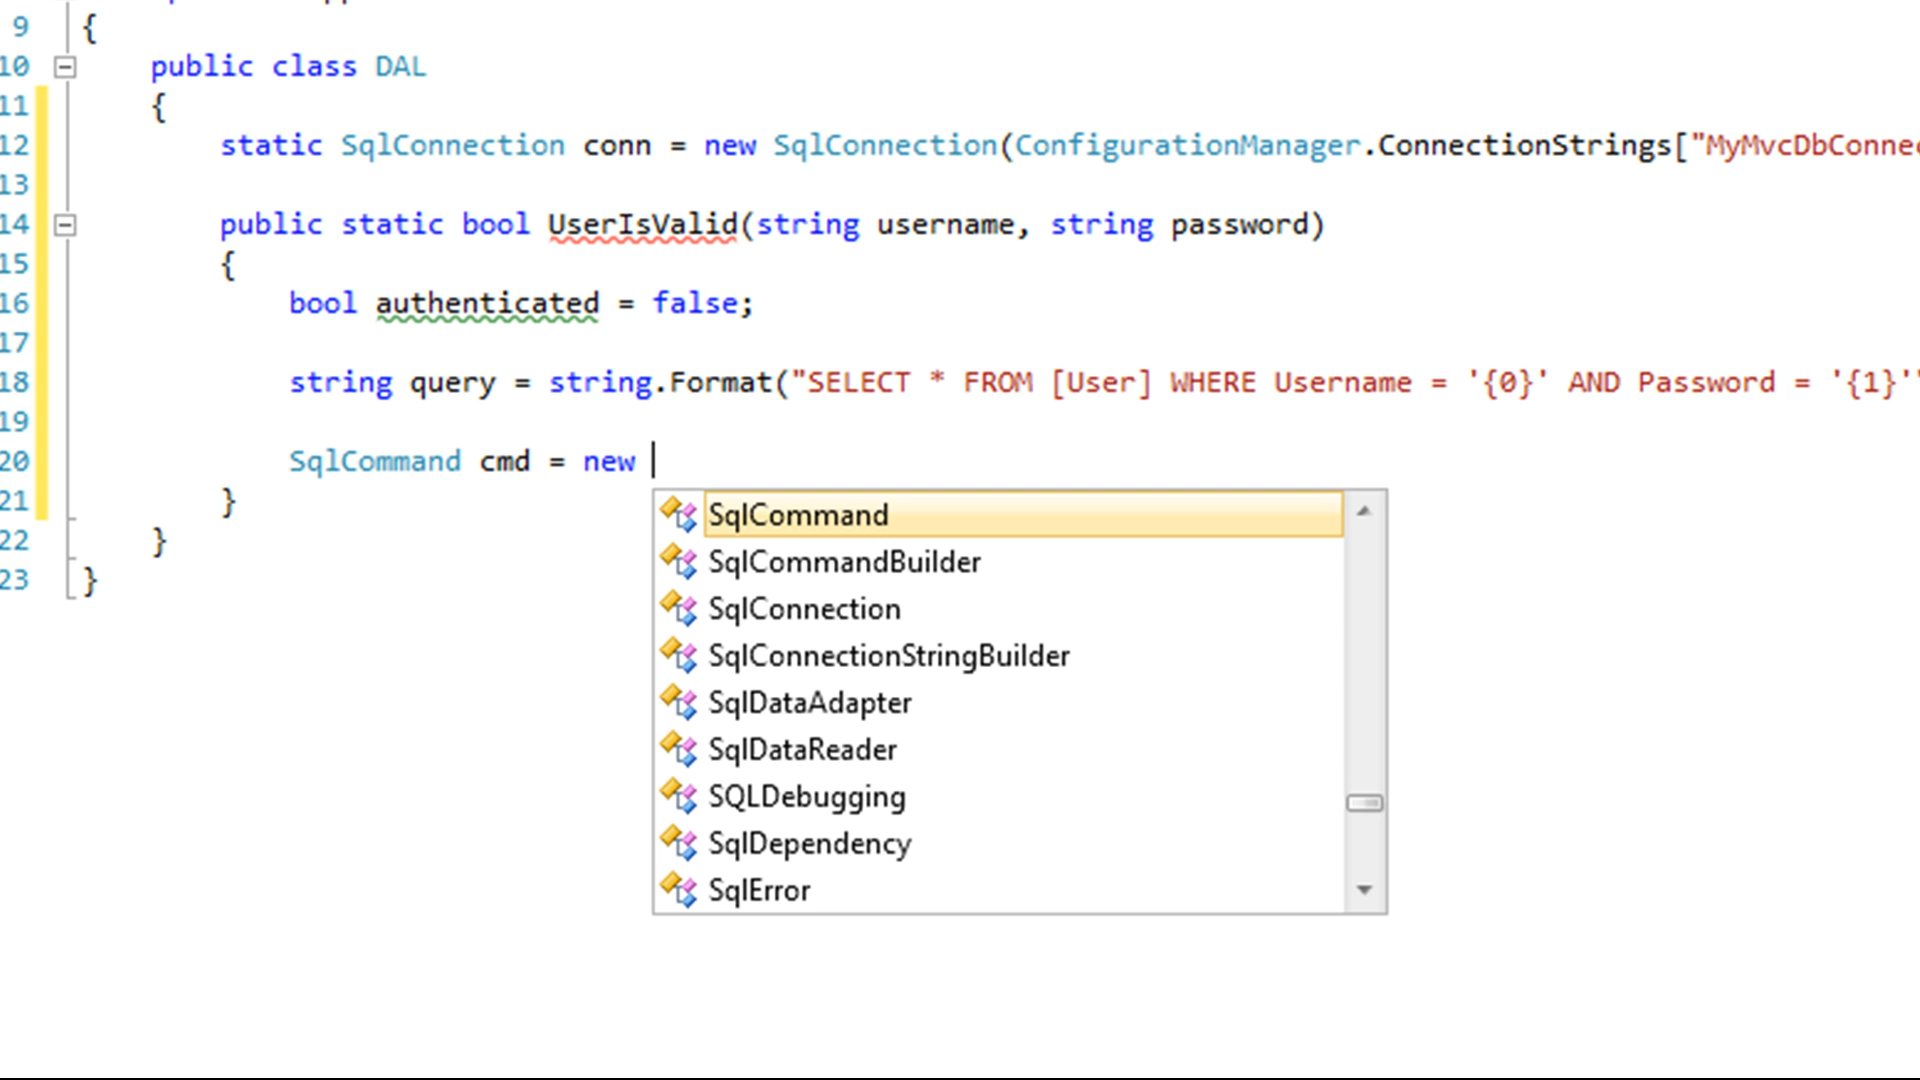 9 {
10 public class DAL
11 {
12 static SqlConnection conn = new SqlConnection(ConfigurationManager.ConnectionStrings["MyMvcDbConnec
13
14 public static bool UserIsValid(string username, string password)
15 {
16 bool authenticated = false;
17
18 string query = string.Format("SELECT * FROM [User] WHERE Username = '{0}' AND Password = '{1}'"
19
20 SqlCommand cmd = new
21 }
22 }
23 }
SqlCommand
SqlCommandBuilder
SqlConnection
SqlConnectionStringBuilder
SqlDataAdapter
SqlDataReader
SQLDebugging
SqlDependency
SqlError